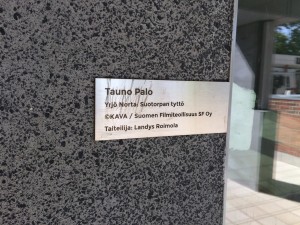 Tauno Palo
Yrjö Norta: Suotorpan tyttö
©KAVA / Suomen Filmiteollisuus SF Oy
Taiteilija: Landys Roimola